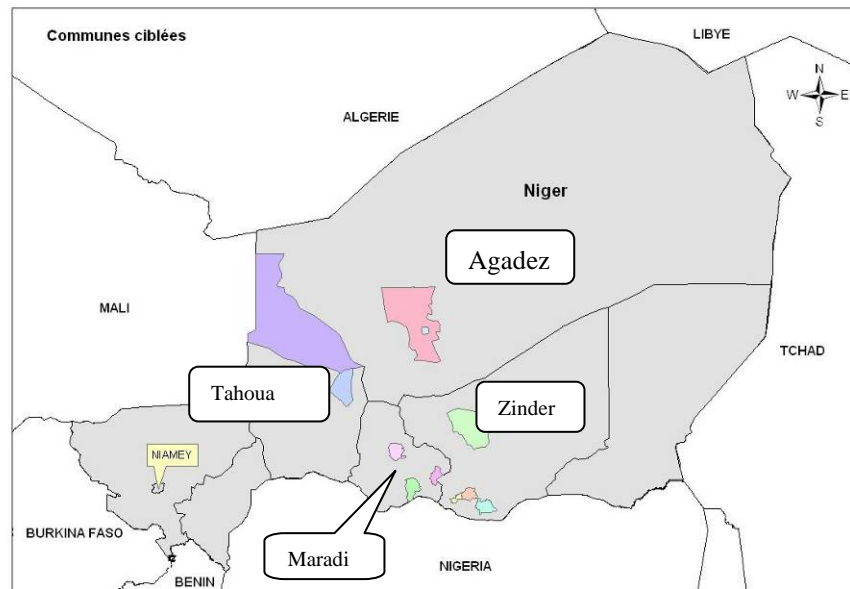 Communes ciblées
LIBYE
N
W E
S
ALGERIE
Niger
Agadez
MALI
TCHAD
Tahoua
Zinder
NIAMEY
BURKINA FASO
Maradi
NIGERIA
BENIN